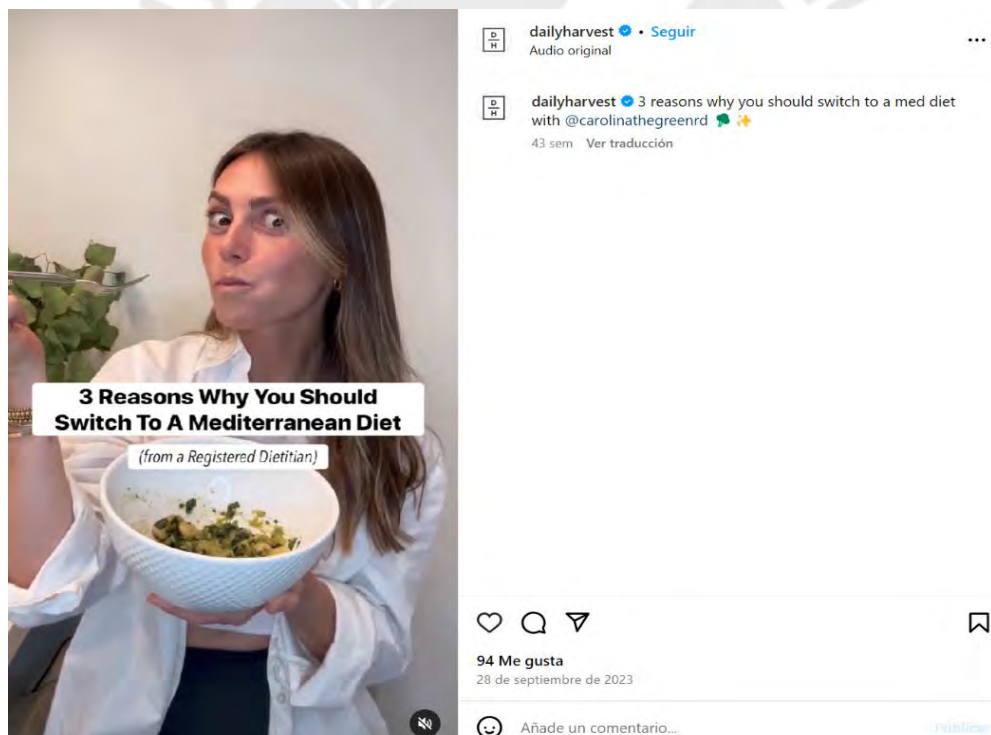 3 Reasons Why You Should
Switch To A Mediterranean Diet
(from a Registered Dietitian)
D
H
dailyharvest • Seguir
Audio original
D
H
dailyharvest 3 reasons why you should switch to a med diet
with @carolinathegreenrd
43 sem Ver traducción
94 Me gusta
28 de septiembre de 2023
Añade un comentario...
Publicar